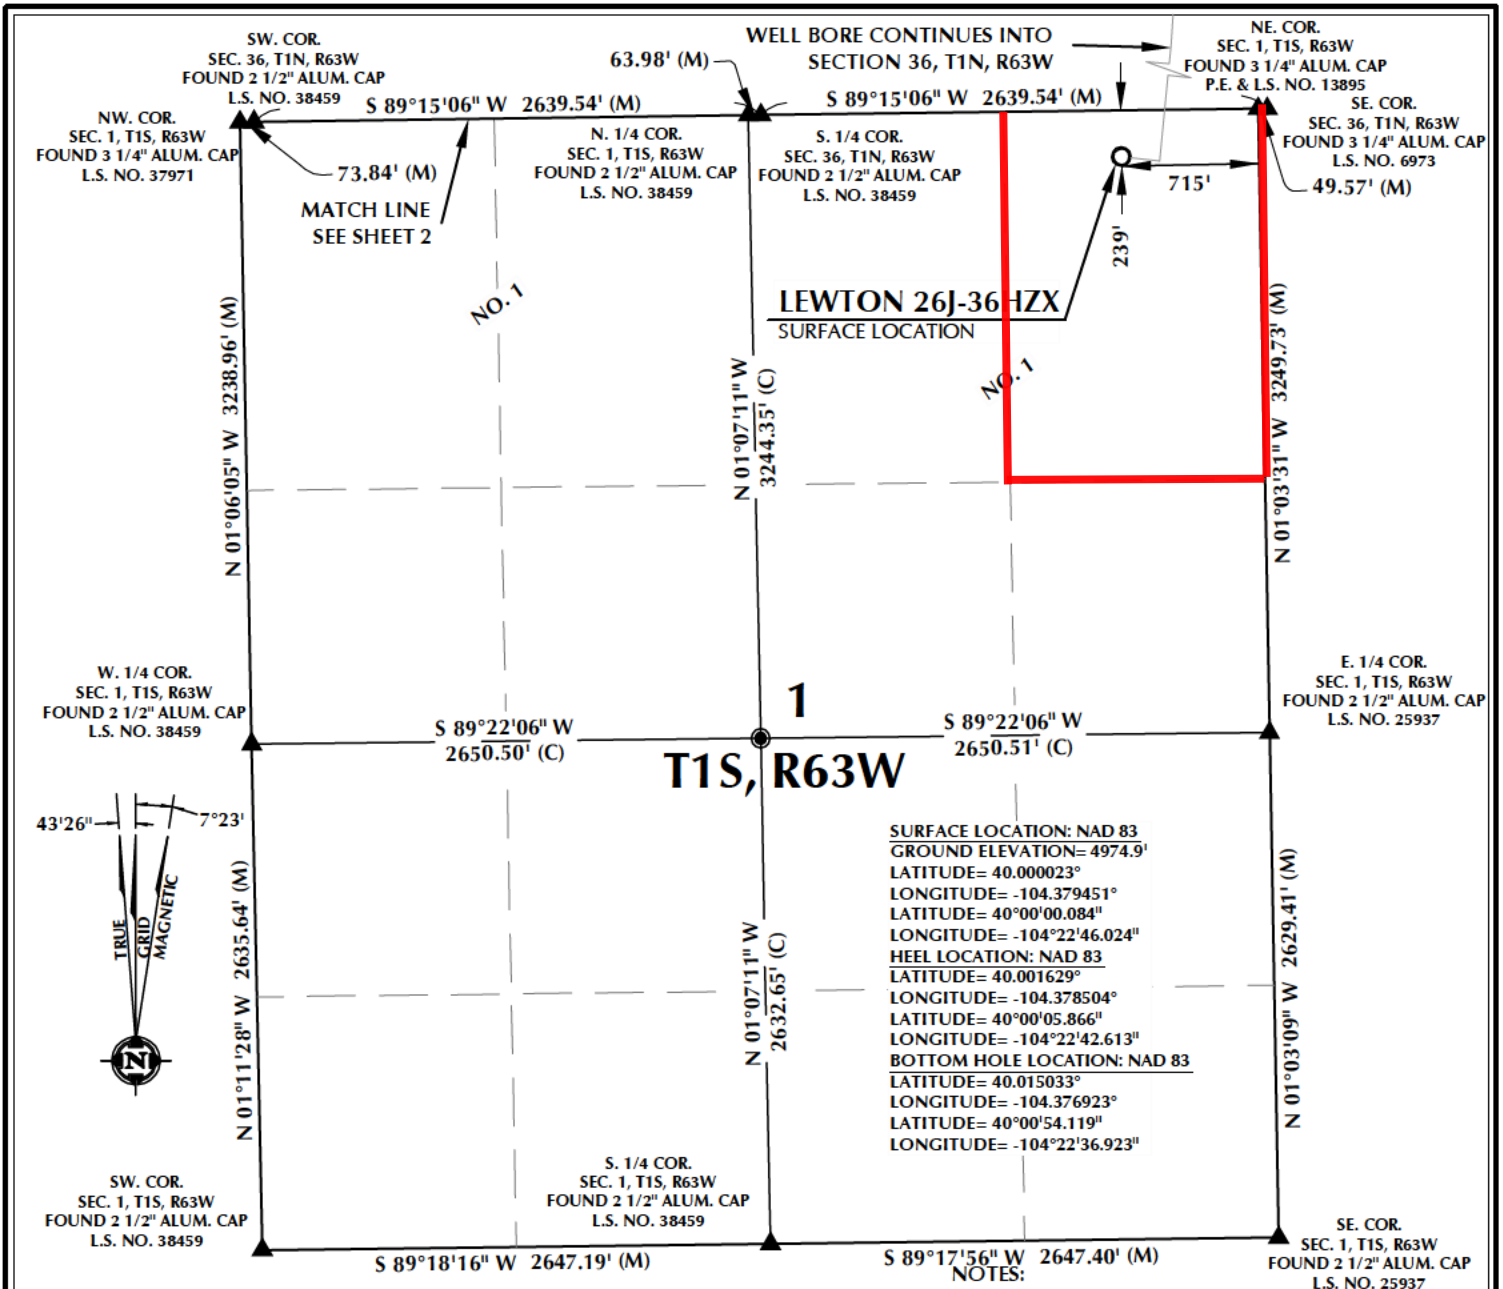 SW. COR.
SEC. 36, T1N, R63W
FOUND 2 1/2" ALUM. CAP
L.S. NO. 38459
NW. COR.
SEC. 1, T1S, R63W
FOUND 3 1/4" ALUM. CAP
L.S. NO. 37971
S 89°15'06" W 2639.54' (M)
63.98' (M)
WELL BORE CONTINUES INTO
SECTION 36, T1N, R63W
S 89°15'06" W 2639.54' (M)
NE. COR.
SEC. 1, T1S, R63W
FOUND 3 1/4" ALUM. CAP
P.E. & L.S. NO. 13895
SE. COR.
SEC. 36, T1N, R63W
FOUND 3 1/4" ALUM. CAP
L.S. NO. 6973
49.57' (M)
73.84' (M)
MATCH LINE
SEE SHEET 2
N. 1/4 COR.
SEC. 1, T1S, R63W
FOUND 2 1/2" ALUM. CAP
L.S. NO. 38459
S. 1/4 COR.
SEC. 36, T1N, R63W
FOUND 2 1/2" ALUM. CAP
L.S. NO. 38459
715'
239'
NO. 1
LEWTON 26J-36HZX
SURFACE LOCATION
NO. 1
N 01°06'05" W 3238.96' (M)
N 01°07'11" W
3244.35' (C)
N 01°03'31" W 3249.73' (M)
W. 1/4 COR.
SEC. 1, T1S, R63W
FOUND 2 1/2" ALUM. CAP
L.S. NO. 38459
S 89°22'06" W
2650.50' (C)
1
T1S, R63W
S 89°22'06" W
2650.51' (C)
E. 1/4 COR.
SEC. 1, T1S, R63W
FOUND 2 1/2" ALUM. CAP
L.S. NO. 25937
43'26"
7°23'
TRUE
GRID
MAGNETIC
N
N 01°11'28" W 2635.64' (M)
N 01°07'11" W
2632.65' (C)
SURFACE LOCATION: NAD 83
GROUND ELEVATION= 4974.9'
LATITUDE= 40.000023°
LONGITUDE= -104.379451°
LATITUDE= 40°00'00.084"
LONGITUDE= -104°22'46.024"
HEEL LOCATION: NAD 83
LATITUDE= 40.001629°
LONGITUDE= -104.378504°
LATITUDE= 40°00'05.866"
LONGITUDE= -104°22'42.613"
BOTTOM HOLE LOCATION: NAD 83
LATITUDE= 40.015033°
LONGITUDE= -104.376923°
LATITUDE= 40°00'54.119"
LONGITUDE= -104°22'36.923"
N 01°03'09" W 2629.41' (M)
SW. COR.
SEC. 1, T1S, R63W
FOUND 2 1/2" ALUM. CAP
L.S. NO. 38459
S. 1/4 COR.
SEC. 1, T1S, R63W
FOUND 2 1/2" ALUM. CAP
L.S. NO. 38459
S 89°18'16" W 2647.19' (M)
S 89°17'56" W 2647.40' (M)
NOTES:
SE. COR.
SEC. 1, T1S, R63W
FOUND 2 1/2" ALUM. CAP
L.S. NO. 25937